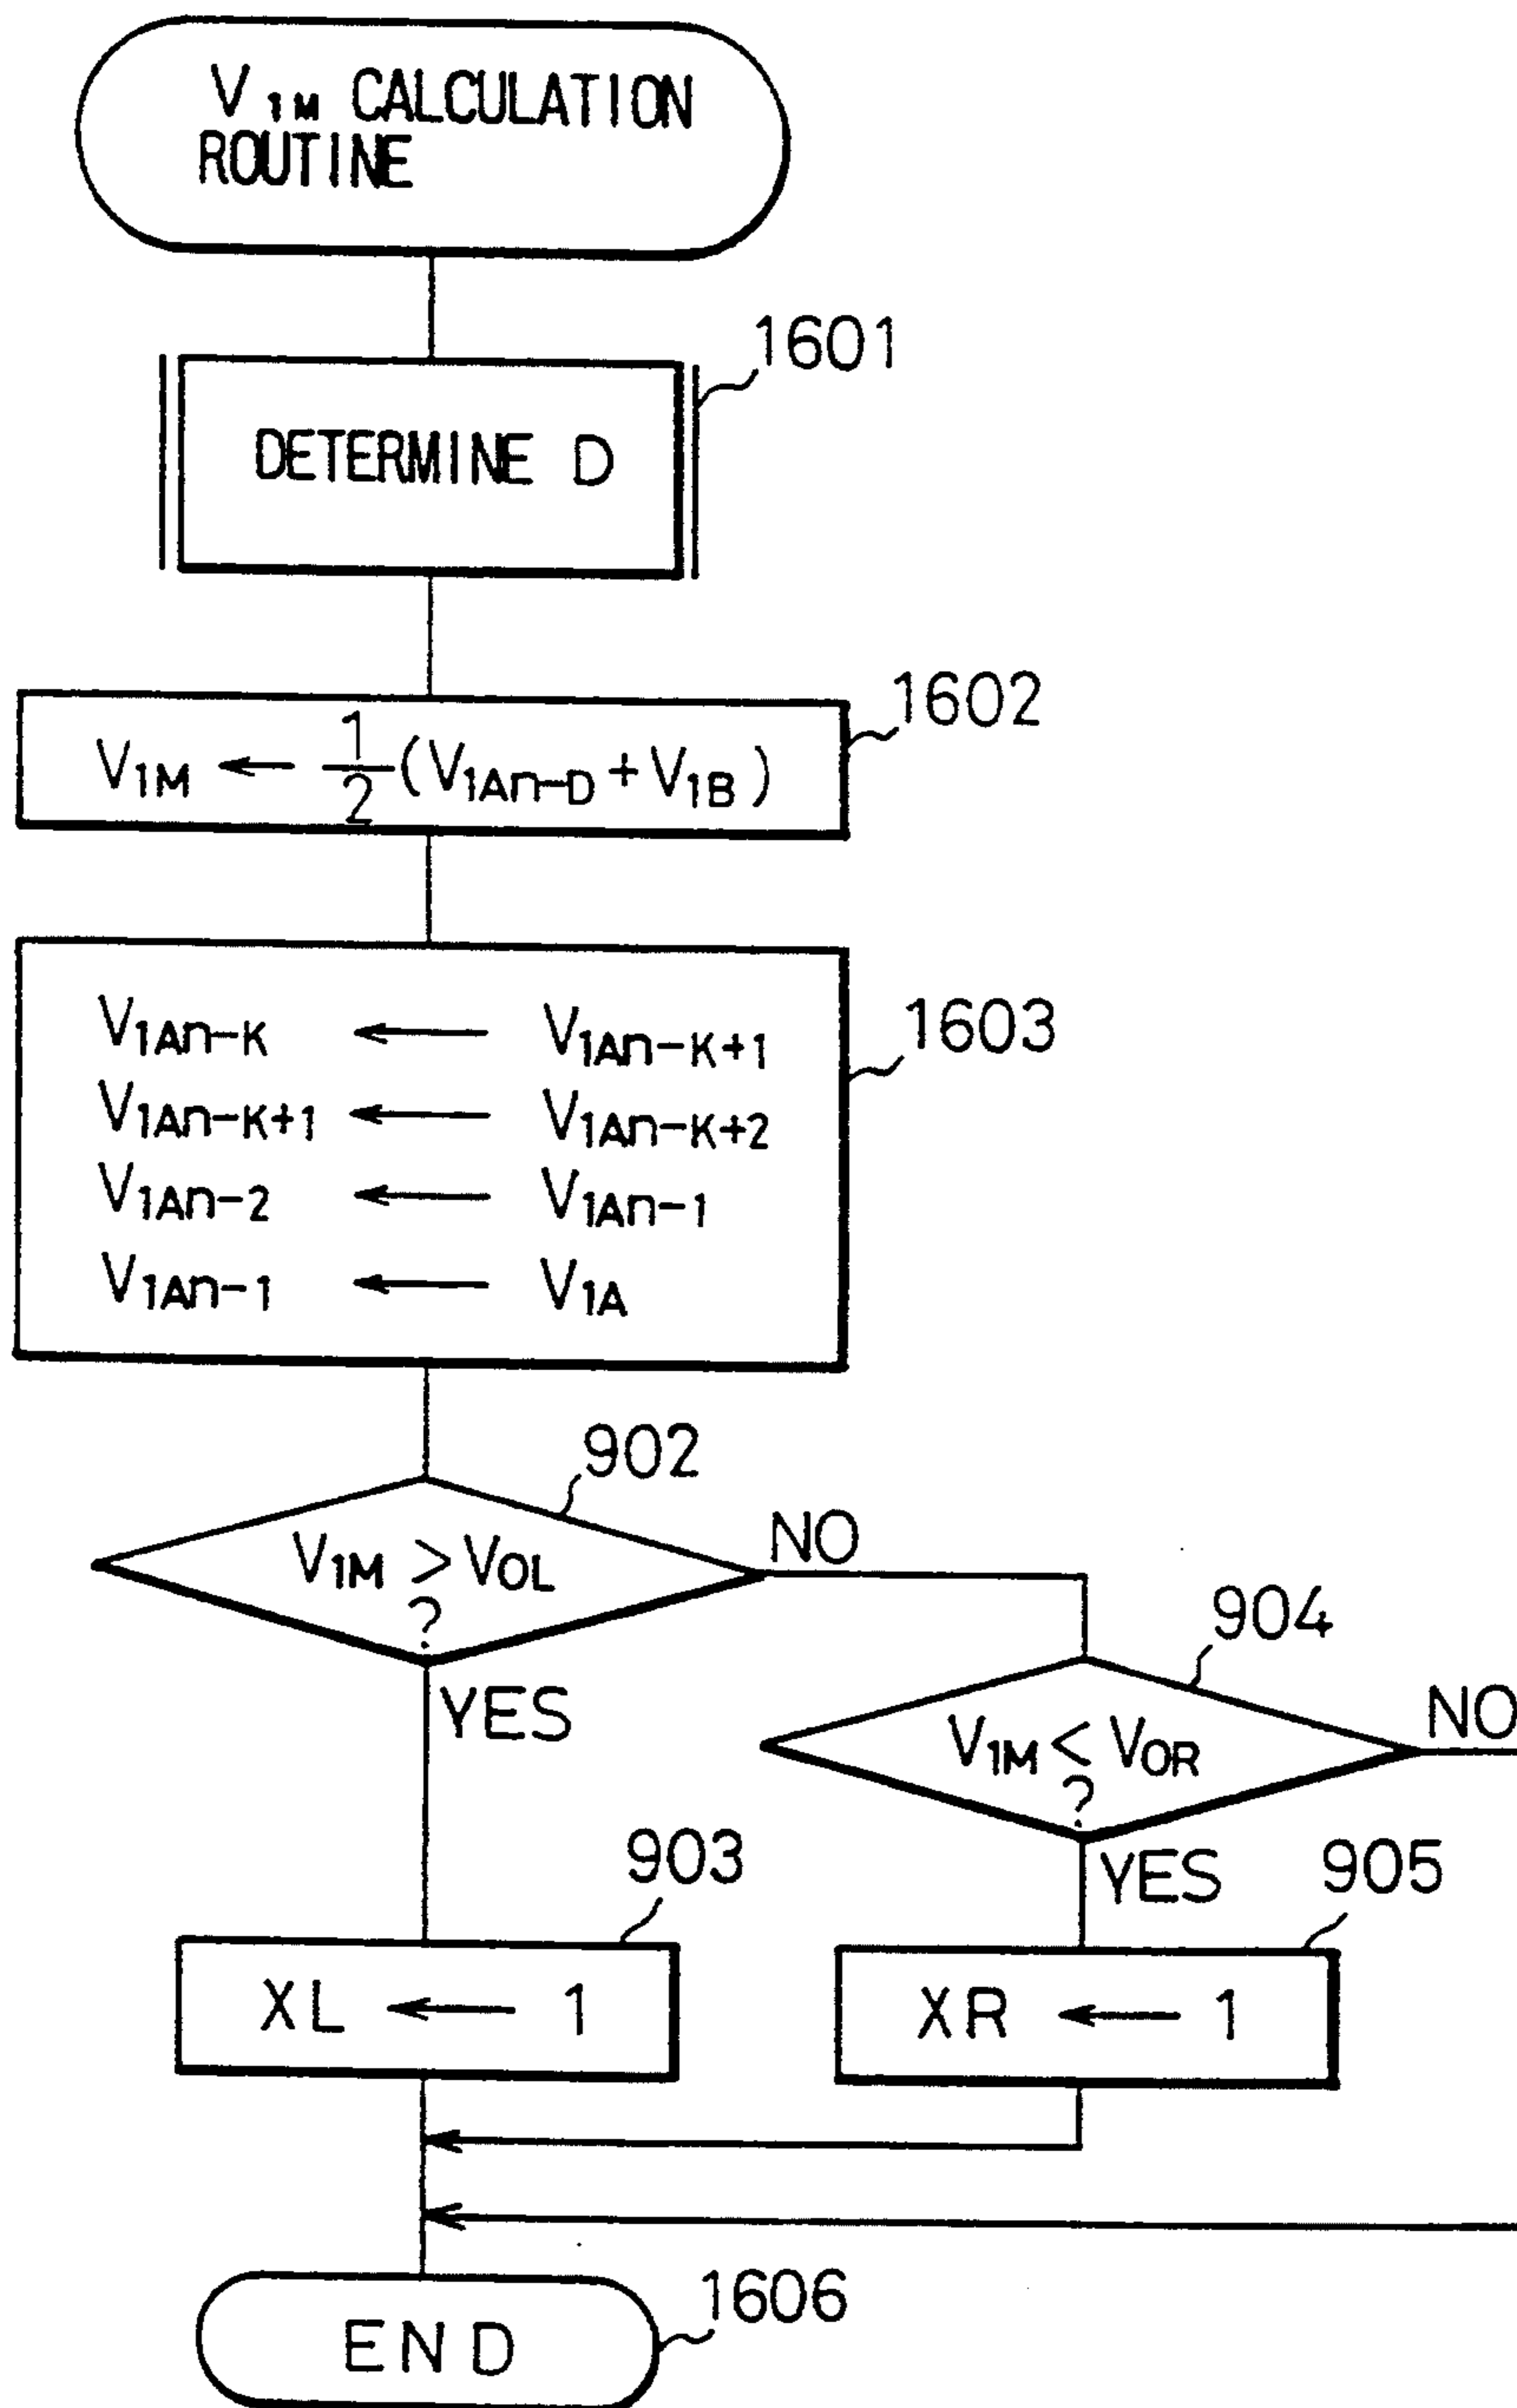 V1M CALCULATION
ROUTINE
1601
DETERMINE D
1602
V1M ← 1/2 (V1An-D + V1B)
1603
V1An-K ← V1An-K+1
V1An-K+1 ← V1An-K+2
V1An-2 ← V1An-1
V1An-1 ← V1A
902
V1M > VOL
?
NO
YES
904
V1M < VOR
?
NO
YES
903
XL ← 1
905
XR ← 1
1606
END